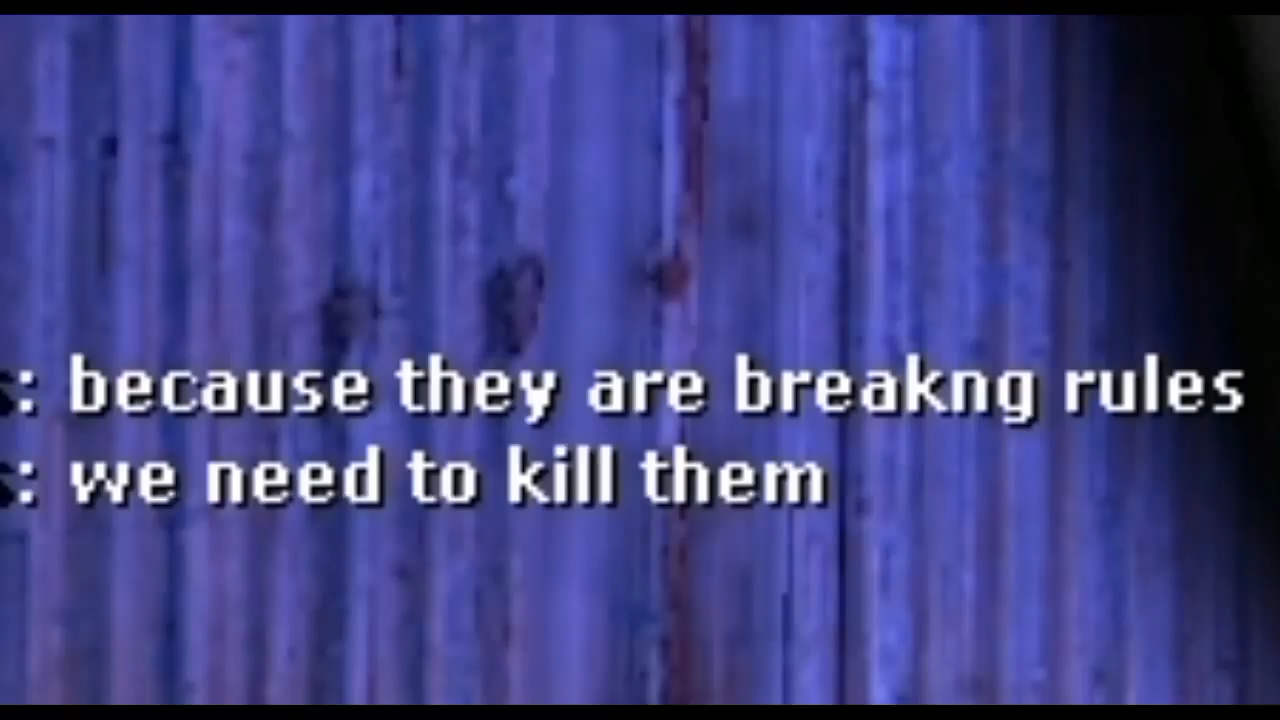 s: because they are breakng rules
s: we need to kill them